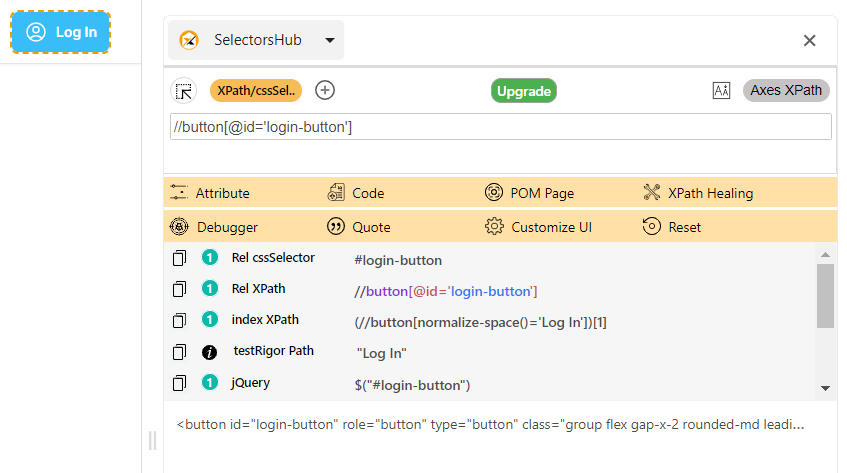 Log In
SelectorsHub
XPath/cssSel.. Upgrade Axes XPath
//button[@id='login-button']
Attribute Code POM Page XPath Healing
Debugger Quote Customize UI Reset
1 Rel cssSelector #login-button
1 Rel XPath //button[@id='login-button']
1 index XPath (//button[normalize-space()='Log In'])[1]
i testRigor Path "Log In"
1 jQuery $("#login-button")
<button id="login-button" role="button" type="button" class="group flex gap-x-2 rounded-md leadi...